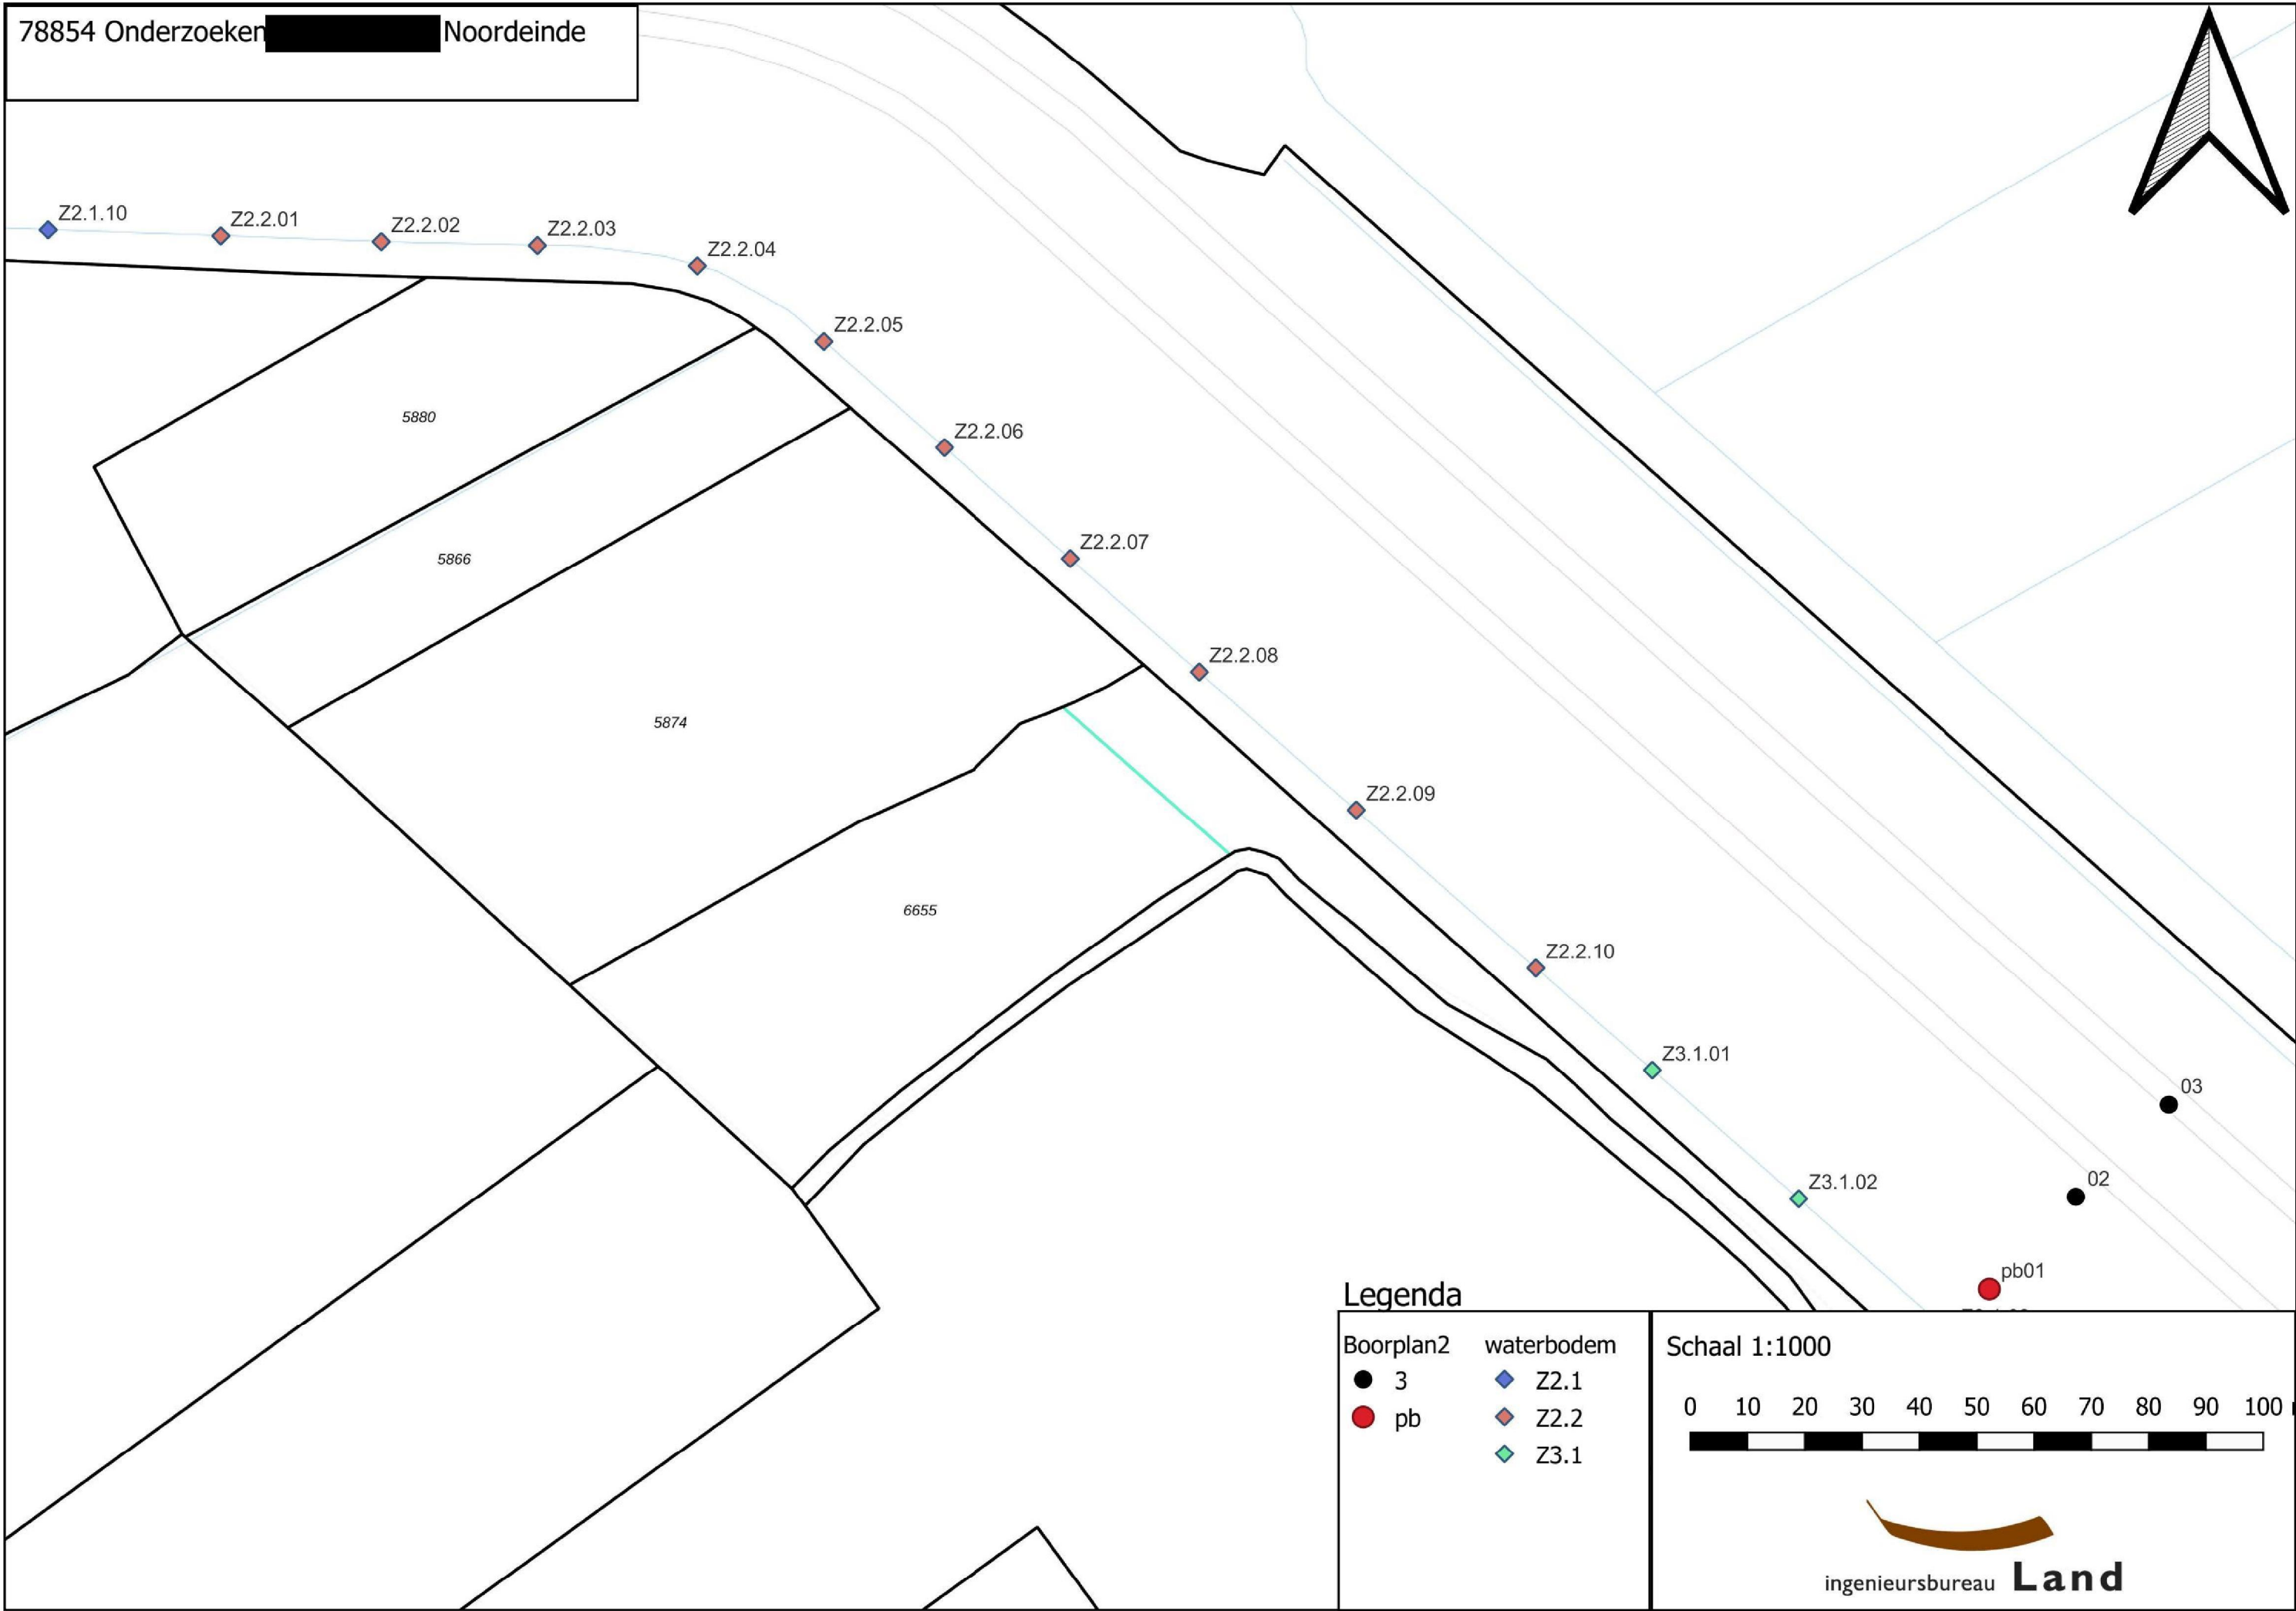 78854 Onderzoeken Noordeinde
Z2.1.10
Z2.2.01
Z2.2.02
Z2.2.03
Z2.2.04
Z2.2.05
Z2.2.06
Z2.2.07
Z2.2.08
Z2.2.09
Z2.2.10
Z3.1.01
Z3.1.02
5880
5866
5874
6655
03
02
pb01
Legenda
Boorplan2
3
pb
waterbodem
Z2.1
Z2.2
Z3.1
Schaal 1:1000
0 10 20 30 40 50 60 70 80 90 100
ingenieursbureau Land